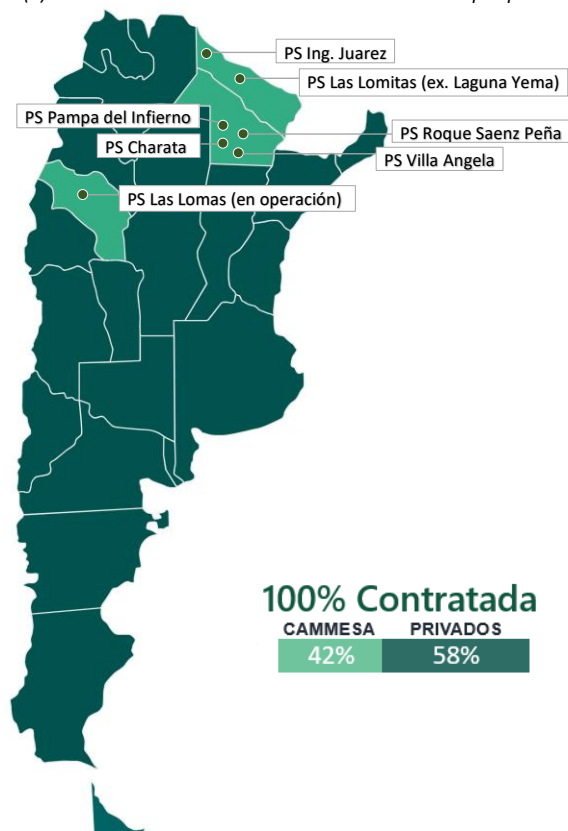 PS Ing. Juarez
PS Las Lomitas (ex. Laguna Yema)
PS Pampa del Infierno
PS Roque Saenz Peña
PS Charata
PS Villa Angela
PS Las Lomas (en operación)
100% Contratada
CAMMESA PRIVADOS
42% 58%